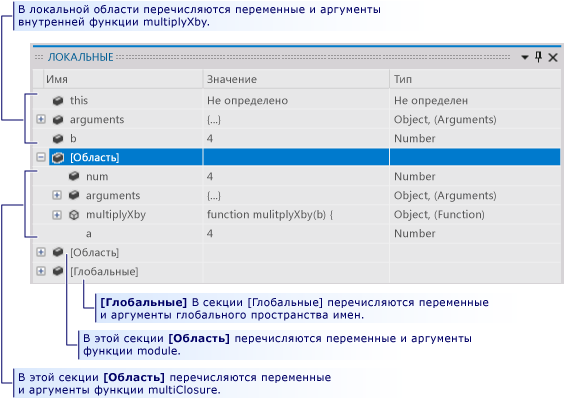 В локальной области перечисляются переменные и аргументы
внутренней функции multiplyXby.
ЛОКАЛЬНЫЕ
Имя Значение Тип
this Не определено Не определен
arguments {...} Object, (Arguments)
b 4 Number
[Область]
num 4 Number
arguments {...} Object, (Arguments)
multiplyXby function mulitplyXby(b) { Object, (Function)
a 4 Number
[Область]
[Глобальные]
[Глобальные] В секции [Глобальные] перечисляются переменные
и аргументы глобального пространства имен.
В этой секции [Область] перечисляются переменные и аргументы
функции module.
В этой секции [Область] перечисляются переменные
и аргументы функции multiClosure.